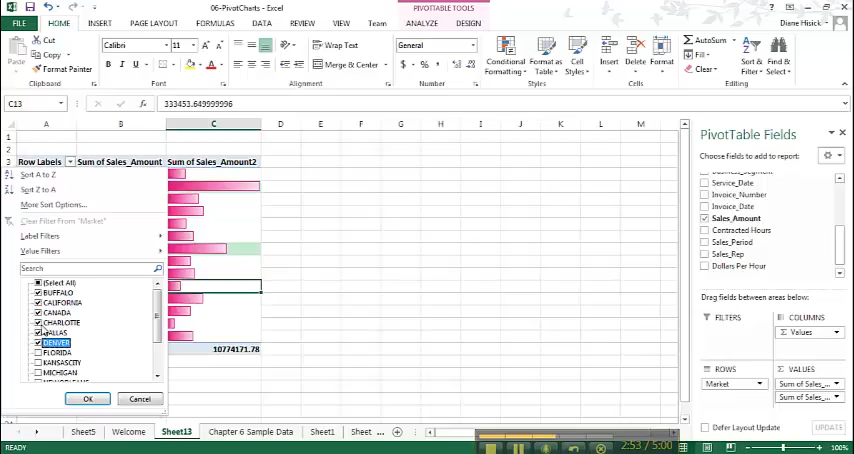 06-PivotCharts - Excel
PIVOTTABLE TOOLS
?
Diane Hisick
FILE HOME INSERT PAGE LAYOUT FORMULAS DATA REVIEW VIEW Team ANALYZE DESIGN
Cut
Copy
Format Painter
Paste
Clipboard
Calibri 11
B I U
Font
Wrap Text
Merge & Center
Alignment
General
$ % ,
Number
Conditional Formatting
Format as Table
Cell Styles
Styles
Insert Delete Format
Cells
AutoSum
Fill
Clear
Sort & Filter
Find & Select
Editing
C13 fx 333453.649999996
A B C D E F G H I J K
1
2
3 Row Labels Sum of Sales_Amount Sum of Sales_Amount2
Sort A to Z
Sort Z to A
More Sort Options...
Clear Filter From "Market"
Label Filters
Value Filters
Search
(Select All)
BUFFALO
CALIFORNIA
CANADA
CHARLOTTE
DALLAS
DENVER
FLORIDA
KANSASCITY
MICHIGAN
OK Cancel
10774171.78
PivotTable Fields
Choose fields to add to report:
Service_Date
Invoice_Number
Invoice_Date
Sales_Amount
Contracted Hours
Sales_Period
Sales_Rep
Dollars Per Hour
Drag fields between areas below:
FILTERS
COLUMNS
Σ Values
ROWS
Market
Σ VALUES
Sum of Sales_...
Sum of Sales_...
Defer Layout Update UPDATE
Sheet5 Welcome Sheet13 Chapter 6 Sample Data Sheet1 Sheet ...
READY
2:53 / 5:00
100%